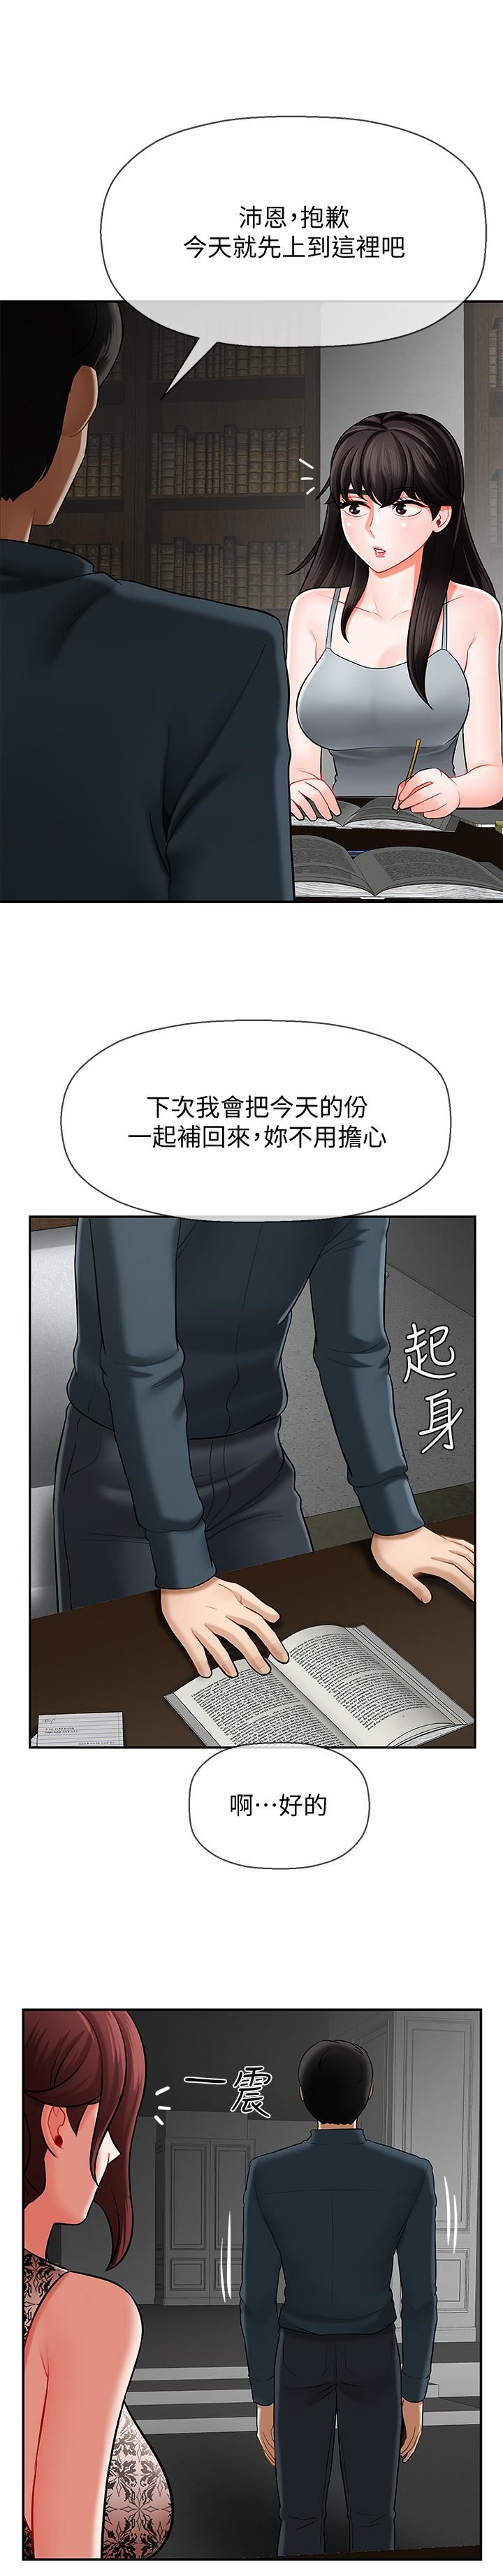 沛恩，抱歉
今天就先上到這裡吧
下次我會把今天的份
一起補回來，妳不用擔心
起身
啊…好的
一震